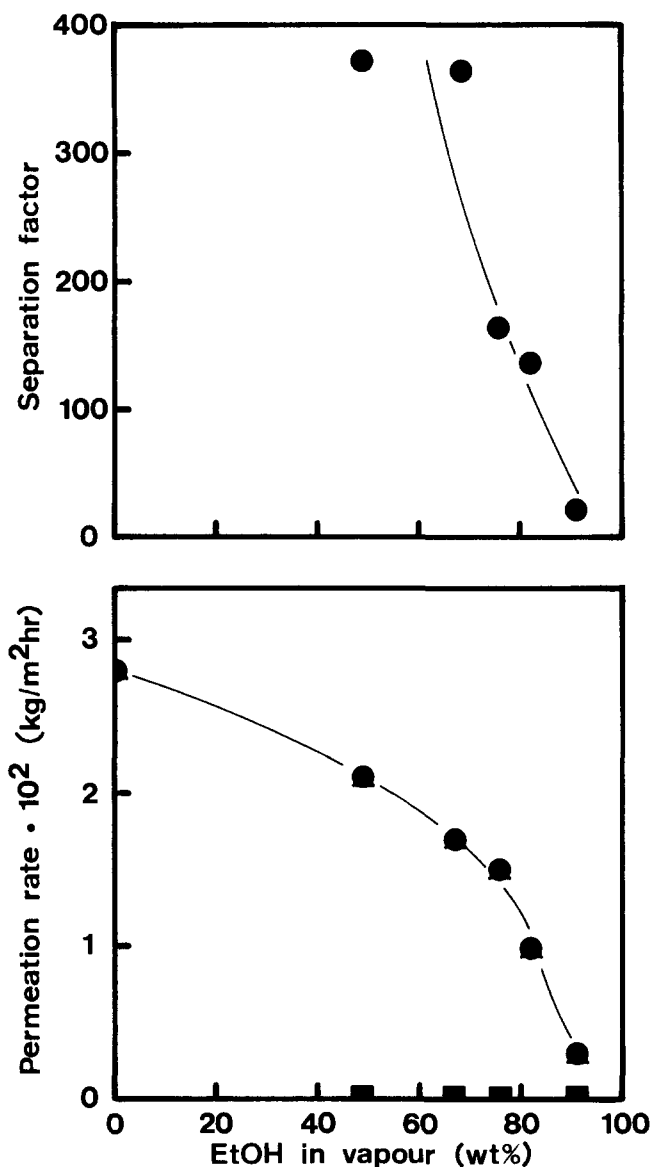 Separation factor
400
300
200
100
0
Permeation rate • 10² (kg/m²hr)
3
2
1
0
0 20 40 60 80 100
EtOH in vapour (wt%)